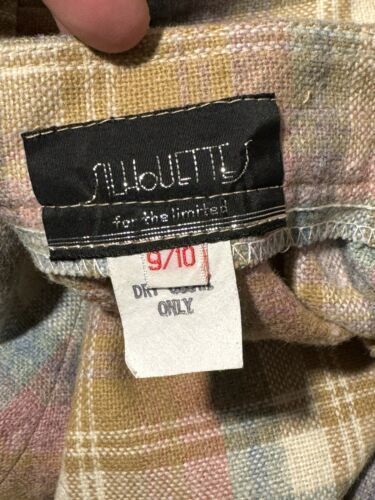 SILHOUETTES
for the limited
9/10
DRY CLEAN
ONLY